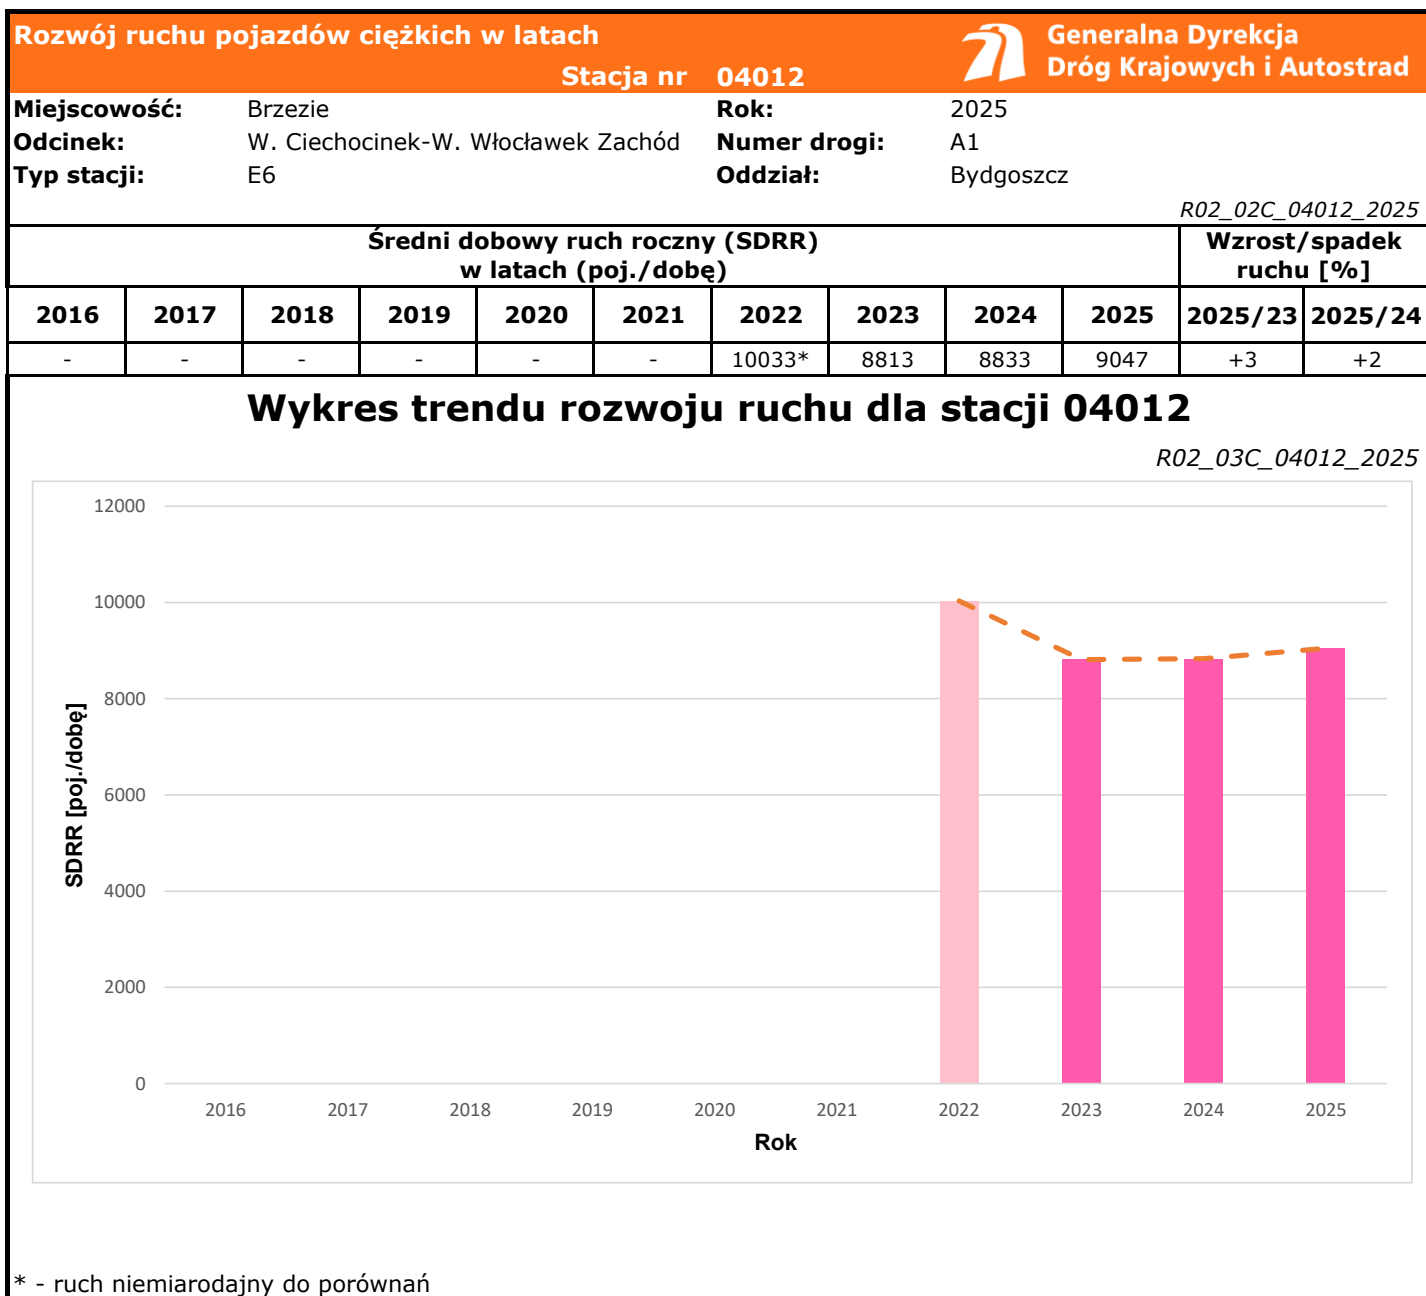 Rozwój ruchu pojazdów ciężkich w latach
Stacja nr 04012
Generalna Dyrekcja
Dróg Krajowych i Autostrad
Miejscowość: Brzezie Rok: 2025
Odcinek: W. Ciechocinek-W. Włocławek Zachód Numer drogi: A1
Typ stacji: E6 Oddział: Bydgoszcz
R02_02C_04012_2025
Średni dobowy ruch roczny (SDRR)
w latach (poj./dobę)
Wzrost/spadek
ruchu [%]
2016 2017 2018 2019 2020 2021 2022 2023 2024 2025 2025/23 2025/24
- - - - - - 10033* 8813 8833 9047 +3 +2
Wykres trendu rozwoju ruchu dla stacji 04012
R02_03C_04012_2025
12000
10000
8000
6000
4000
2000
0
SDRR [poj./dobę]
2016 2017 2018 2019 2020 2021 2022 2023 2024 2025
Rok
* - ruch niemiarodajny do porównań